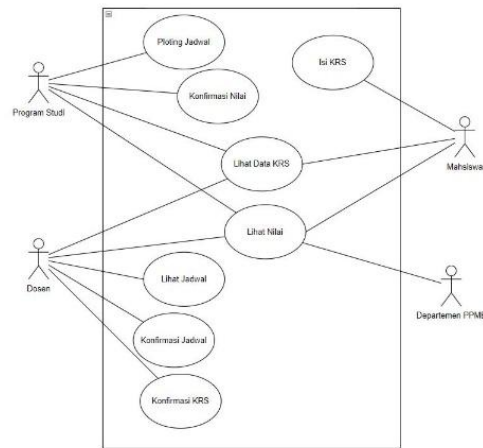 Ploting Jadwal
Isi KRS
Konfirmasi Nilai
Program Studi
Lihat Data KRS
Mahsiswa
Lihat Nilai
Dosen
Lihat Jadwal
Departemen PPMB
Konfirmasi Jadwal
Konfirmasi KRS